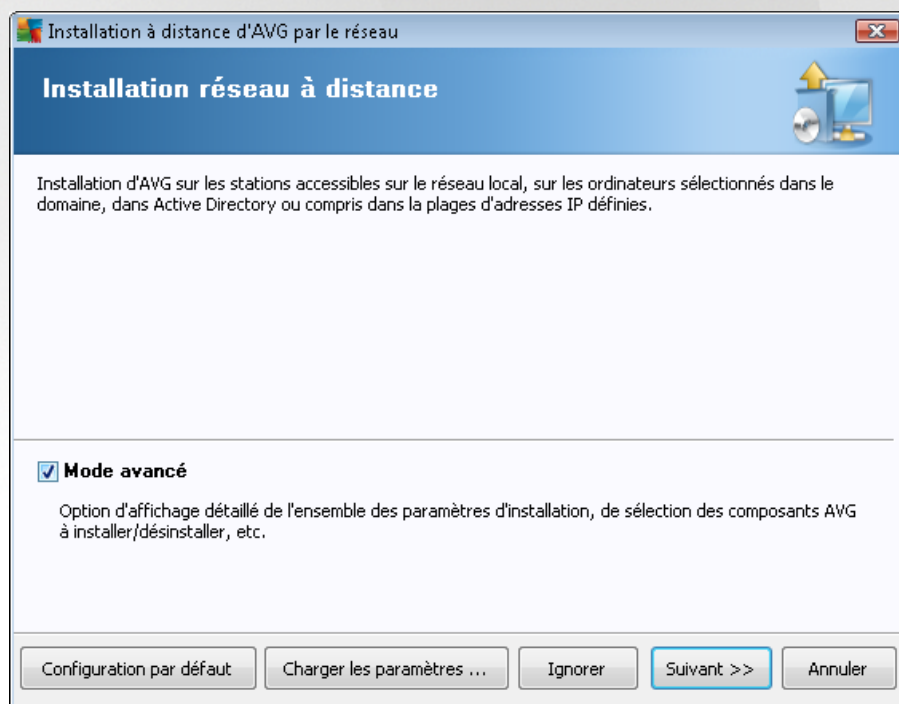 Installation à distance d'AVG par le réseau
Installation réseau à distance
Installation d'AVG sur les stations accessibles sur le réseau local, sur les ordinateurs sélectionnés dans le
domaine, dans Active Directory ou compris dans la plages d'adresses IP définies.
Mode avancé
Option d'affichage détaillé de l'ensemble des paramètres d'installation, de sélection des composants AVG
à installer/désinstaller, etc.
Configuration par défaut
Charger les paramètres ...
Ignorer
Suivant >>
Annuler